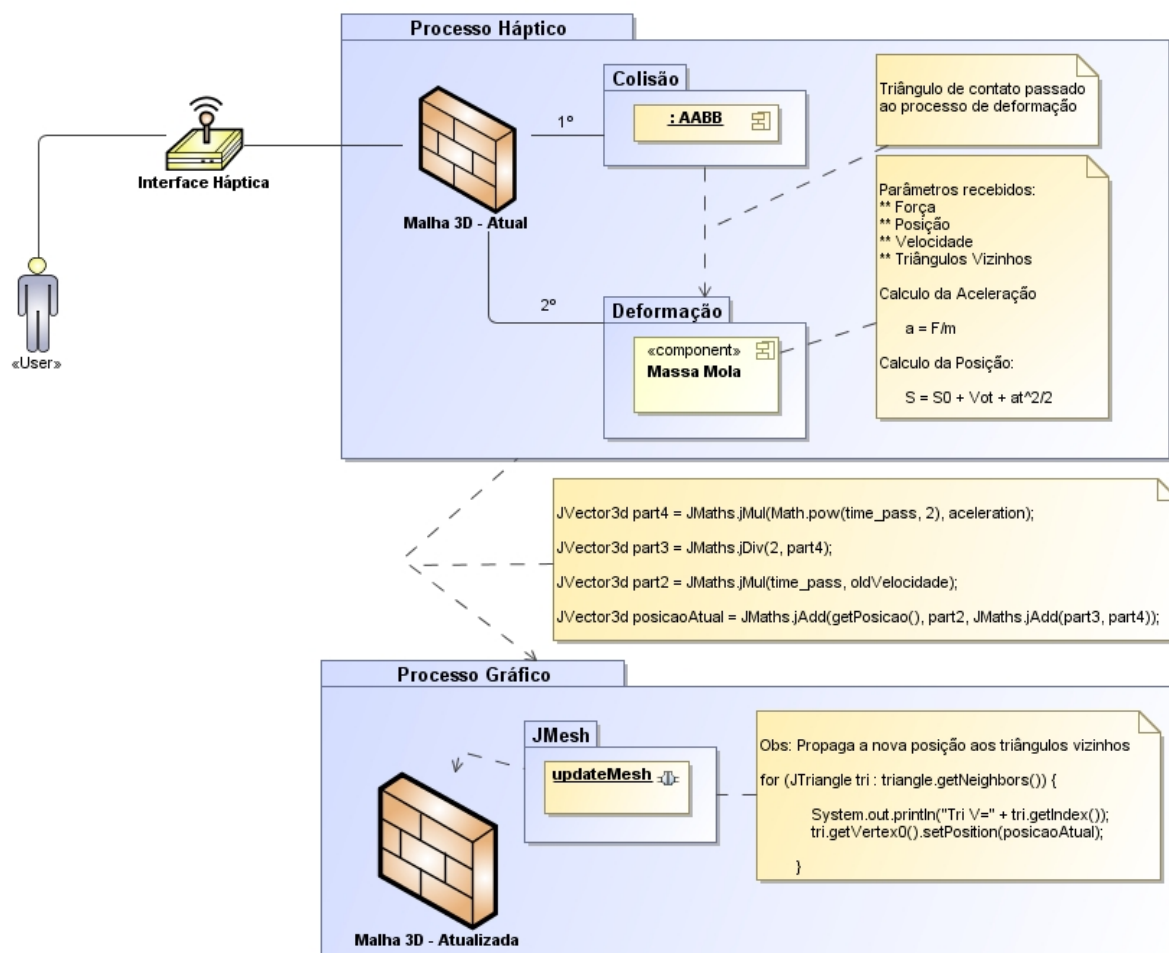 Processo Háptico
Colisão
: AABB
Triângulo de contato passado
ao processo de deformação
1º
Interface Háptica
Malha 3D - Atual
Parâmetros recebidos:
** Força
** Posição
** Velocidade
** Triângulos Vizinhos
Calculo da Aceleração
a = F/m
Calculo da Posição:
S = S0 + Vot + at^2/2
2º
Deformação
«component»
Massa Mola
«User»
JVector3d part4 = JMaths.jMul(Math.pow(time_pass, 2), aceleration);
JVector3d part3 = JMaths.jDiv(2, part4);
JVector3d part2 = JMaths.jMul(time_pass, oldVelocidade);
JVector3d posicaoAtual = JMaths.jAdd(getPosicao(), part2, JMaths.jAdd(part3, part4));
Processo Gráfico
JMesh
updateMesh
Obs: Propaga a nova posição aos triângulos vizinhos
for (JTriangle tri : triangle.getNeighbors()) {
System.out.println("Tri V=" + tri.getIndex());
tri.getVertex0().setPosition(posicaoAtual);
}
Malha 3D - Atualizada